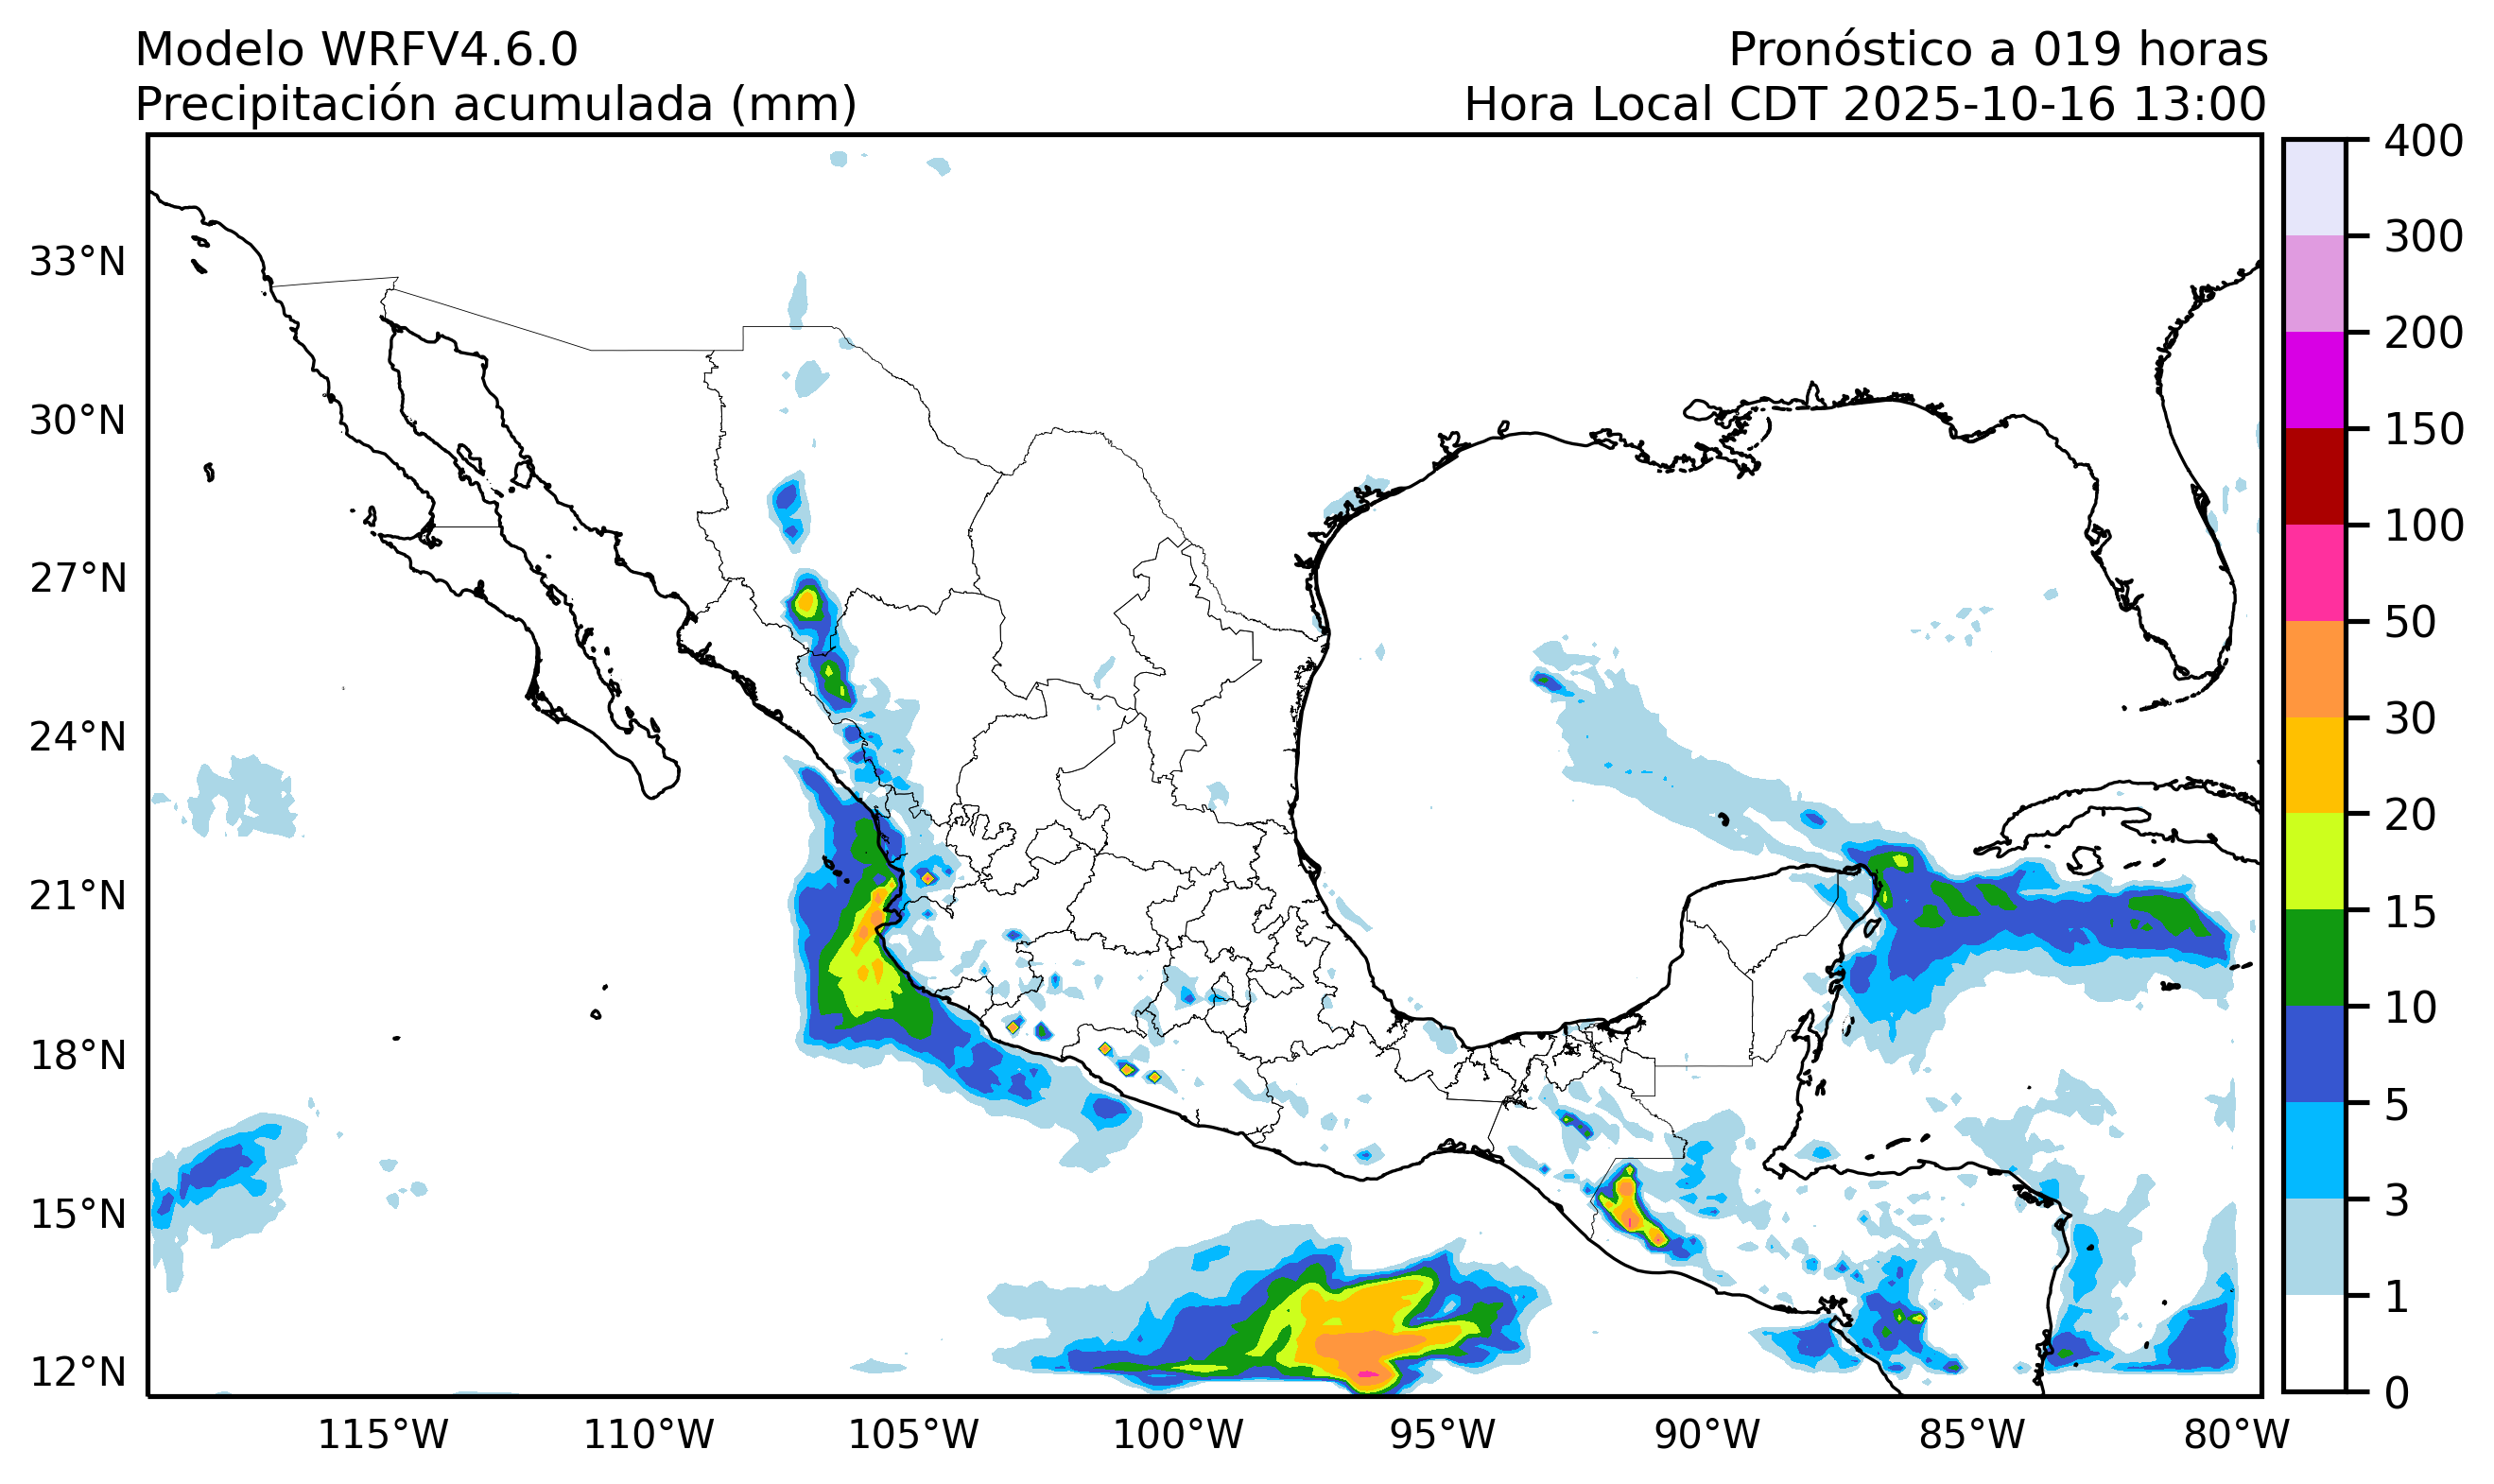 Modelo WRFV4.6.0
Pronóstico a 019 horas
Precipitación acumulada (mm)
Hora Local CDT 2025-10-16 13:00
33°N
30°N
27°N
24°N
21°N
18°N
15°N
12°N
115°W
110°W
105°W
100°W
95°W
90°W
85°W
80°W
400
300
200
150
100
50
30
20
15
10
5
3
1
0